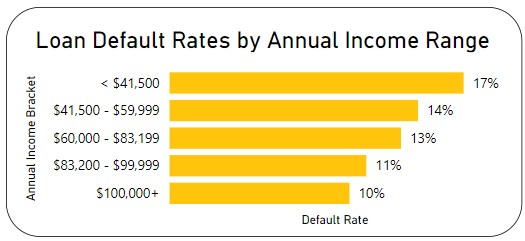 Loan Default Rates by Annual Income Range
Annual Income Bracket
< $41,500 17%
$41,500 - $59,999 14%
$60,000 - $83,199 13%
$83,200 - $99,999 11%
$100,000+ 10%
Default Rate